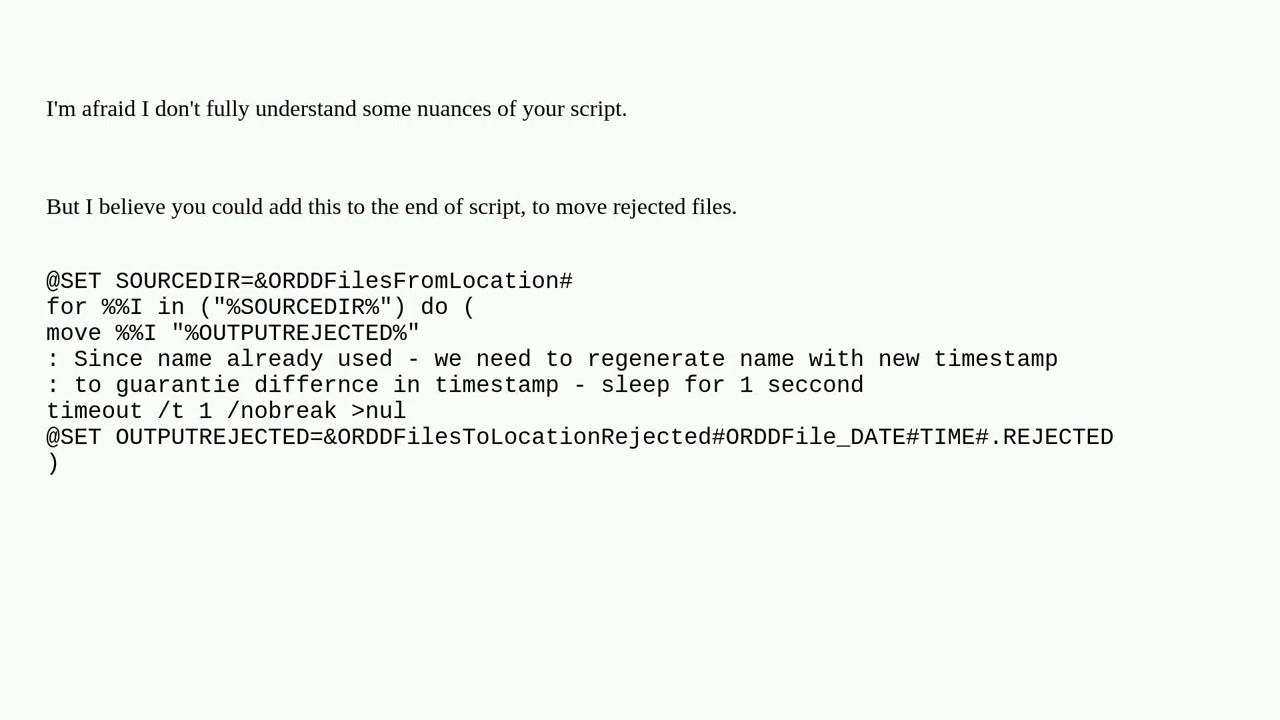 I'm afraid I don't fully understand some nuances of your script.
But I believe you could add this to the end of script, to move rejected files.
@SET SOURCEDIR=&ORDDFilesFromLocation#
for %%I in ("%SOURCEDIR%") do (
move %%I "%OUTPUTREJECTED%"
: Since name already used - we need to regenerate name with new timestamp
: to guarantie differnce in timestamp - sleep for 1 seccond
timeout /t 1 /nobreak >nul
@SET OUTPUTREJECTED=&ORDDFilesToLocationRejected#ORDDFile_DATE#TIME#.REJECTED
)